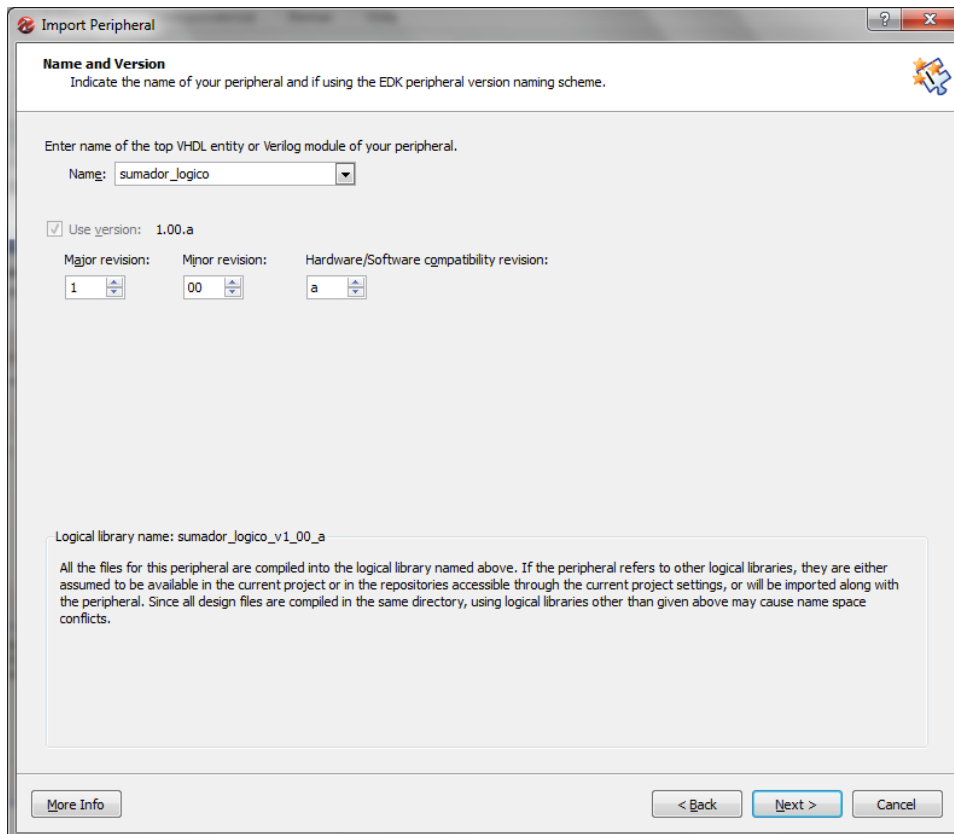 Import Peripheral
?
X
Name and Version
Indicate the name of your peripheral and if using the EDK peripheral version naming scheme.
Enter name of the top VHDL entity or Verilog module of your peripheral.
Name: sumador_logico
Use version: 1.00.a
Major revision: Minor revision: Hardware/Software compatibility revision:
1 00 a
Logical library name: sumador_logico_v1_00_a
All the files for this peripheral are compiled into the logical library named above. If the peripheral refers to other logical libraries, they are either
assumed to be available in the current project or in the repositories accessible through the current project settings, or will be imported along with
the peripheral. Since all design files are compiled in the same directory, using logical libraries other than given above may cause name space
conflicts.
More Info < Back Next > Cancel